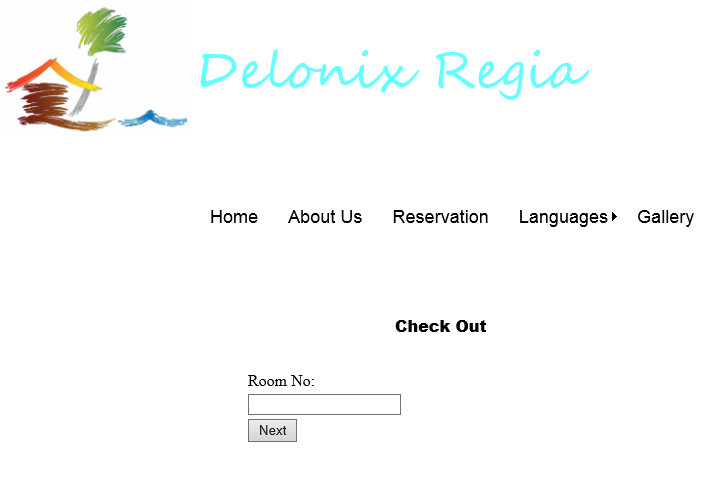 Delonix Regia
Home About Us Reservation Languages Gallery
Check Out
Room No:
Next